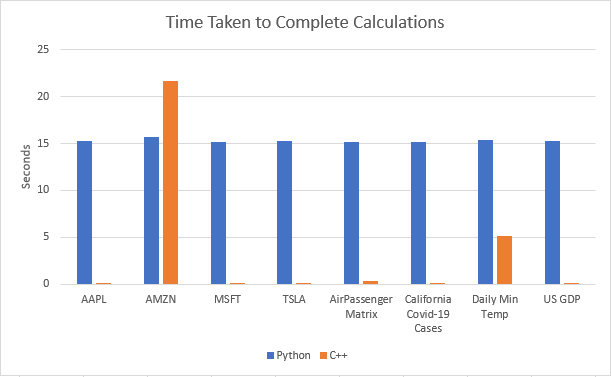 Time Taken to Complete Calculations
25
20
15
10
5
0
Seconds
AAPL
AMZN
MSFT
TSLA
AirPassenger
Matrix
California
Covid-19
Cases
Daily Min
Temp
US GDP
Python
C++